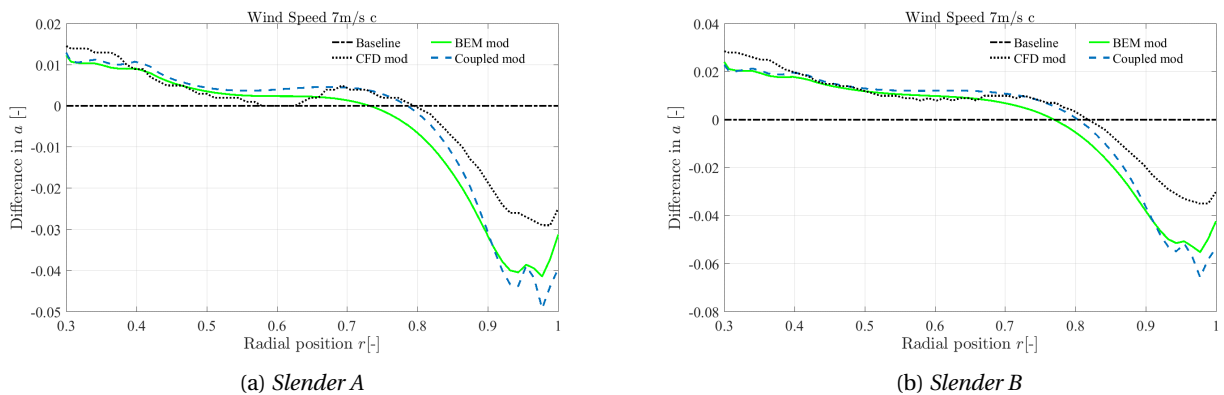 Wind Speed 7m/s c
0.02
0.01
0
-0.01
-0.02
-0.03
-0.04
-0.05
Difference in a [-]
Baseline
CFD mod
BEM mod
Coupled mod
0.3 0.4 0.5 0.6 0.7 0.8 0.9 1
Radial position r[-]
(a) Slender A
Wind Speed 7m/s c
0.04
0.02
0
-0.02
-0.04
-0.06
-0.08
Difference in a [-]
Baseline
CFD mod
BEM mod
Coupled mod
0.3 0.4 0.5 0.6 0.7 0.8 0.9 1
Radial position r[-]
(b) Slender B